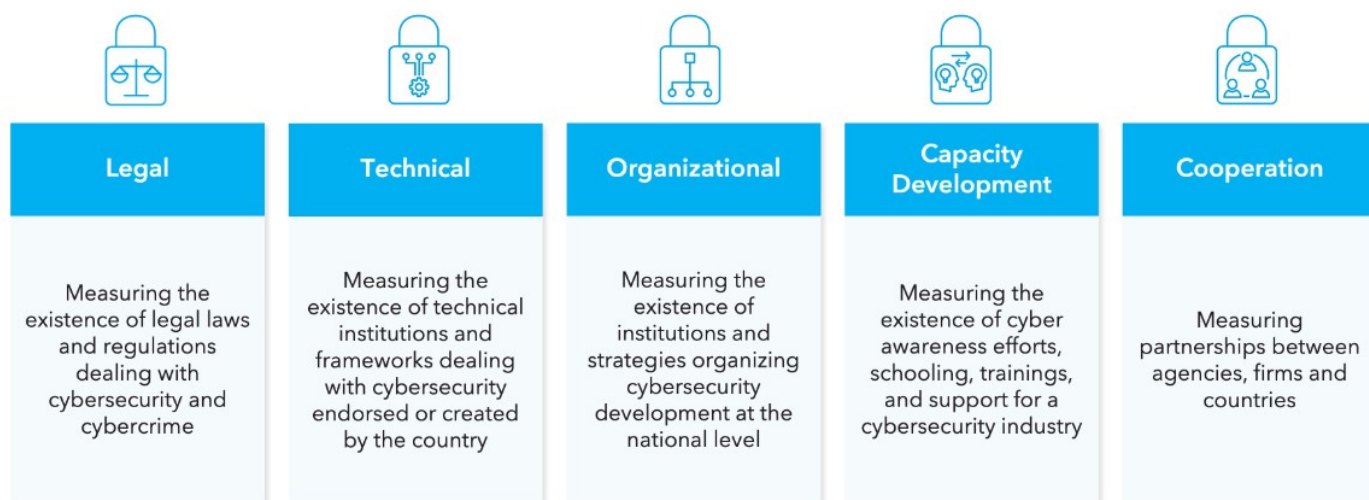 Legal
Measuring the
existence of legal laws
and regulations
dealing with
cybersecurity and
cybercrime
Technical
Measuring the
existence of technical
institutions and
frameworks dealing
with cybersecurity
endorsed or created
by the country
Organizational
Measuring the
existence of
institutions and
strategies organizing
cybersecurity
development at the
national level
Capacity
Development
Measuring the
existence of cyber
awareness efforts,
schooling, trainings,
and support for a
cybersecurity industry
Cooperation
Measuring
partnerships between
agencies, firms and
countries